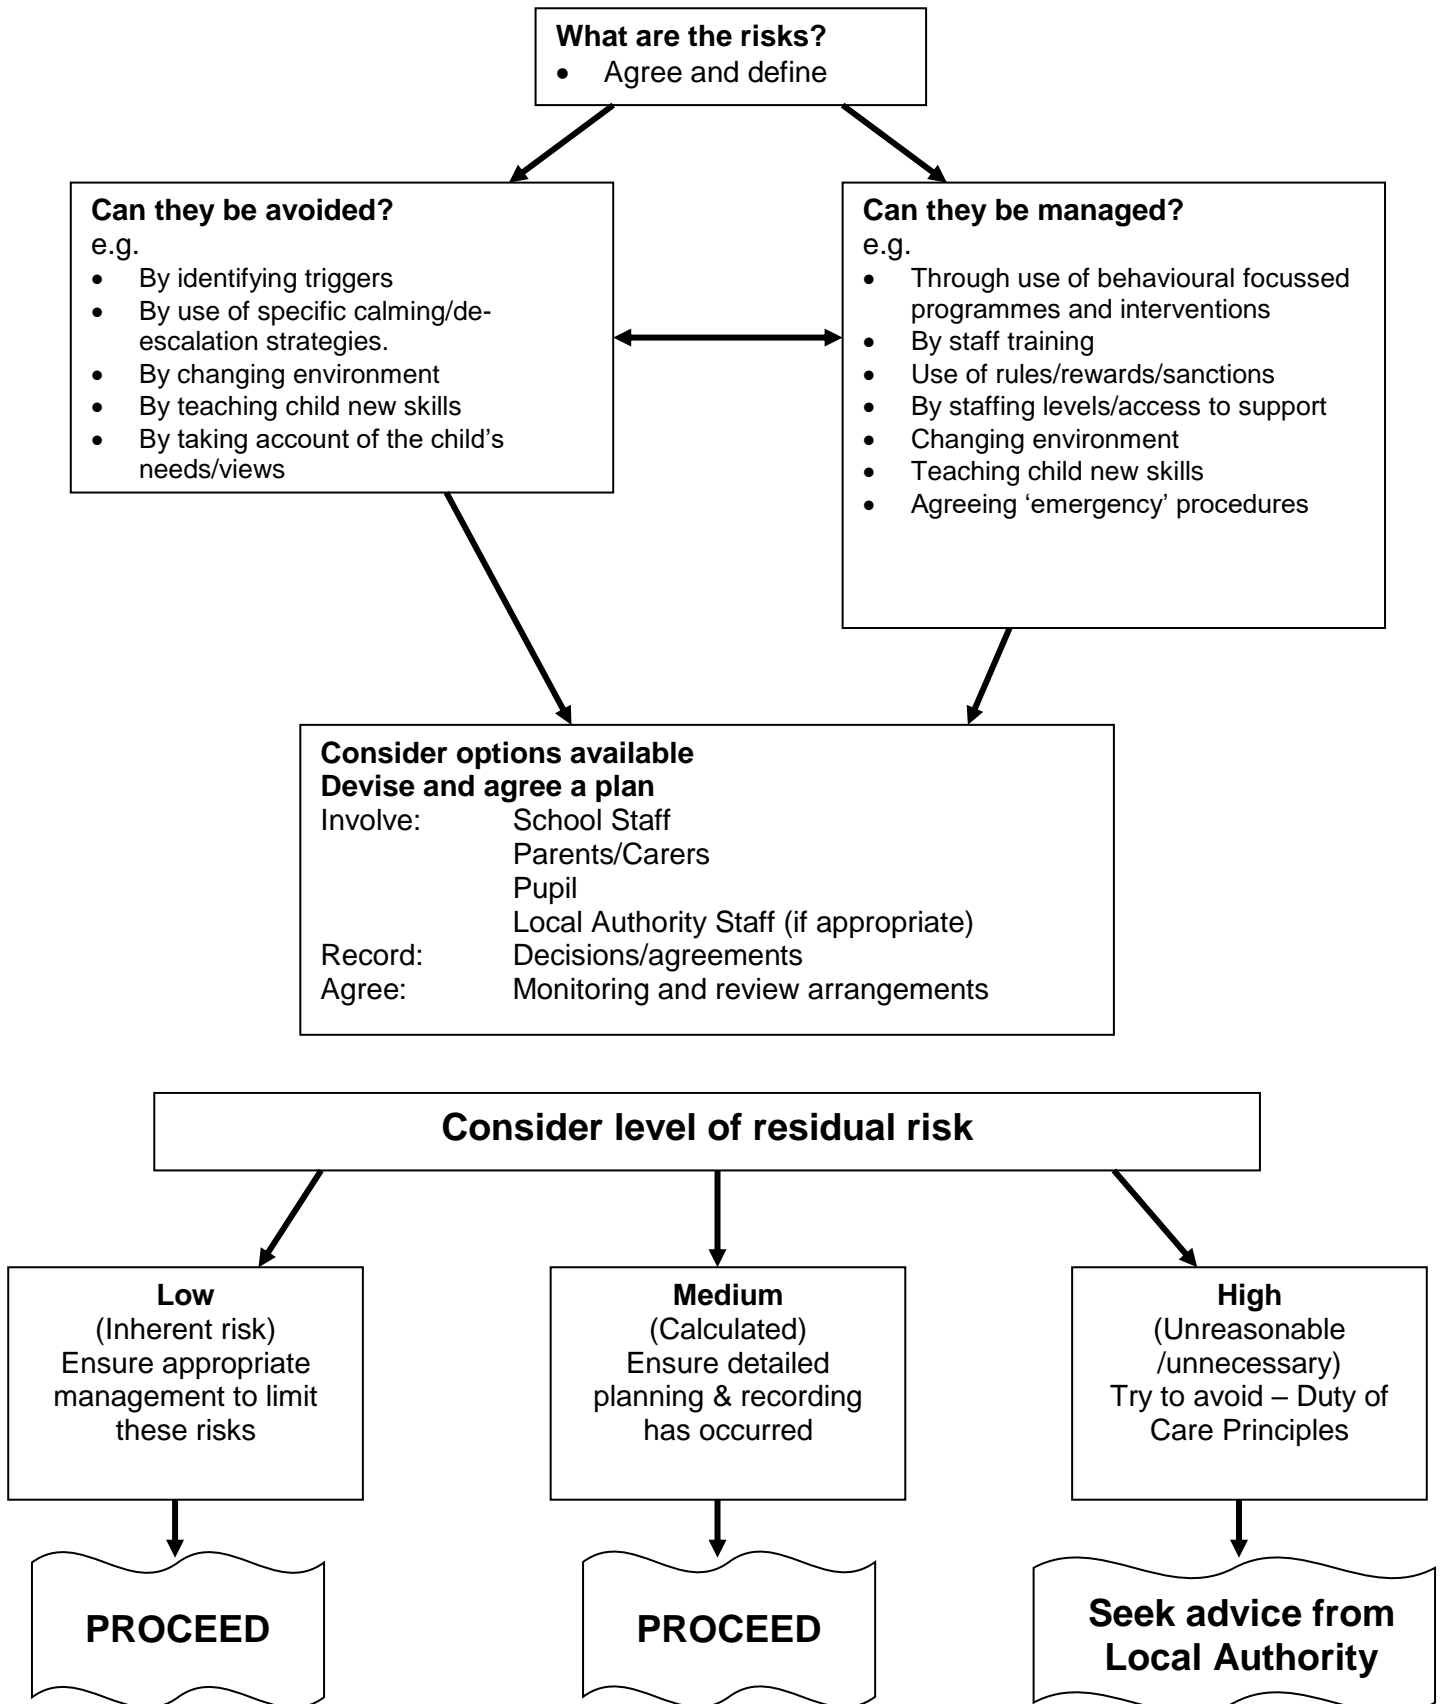 What are the risks?
• Agree and define
Can they be avoided?
e.g.
• By identifying triggers
• By use of specific calming/de-
escalation strategies.
• By changing environment
• By teaching child new skills
• By taking account of the child’s
needs/views
Can they be managed?
e.g.
• Through use of behavioural focussed
programmes and interventions
• By staff training
• Use of rules/rewards/sanctions
• By staffing levels/access to support
• Changing environment
• Teaching child new skills
• Agreeing ‘emergency’ procedures
Consider options available
Devise and agree a plan
Involve: School Staff
Parents/Carers
Pupil
Local Authority Staff (if appropriate)
Record: Decisions/agreements
Agree: Monitoring and review arrangements
Consider level of residual risk
Low
(Inherent risk)
Ensure appropriate
management to limit
these risks
Medium
(Calculated)
Ensure detailed
planning & recording
has occurred
High
(Unreasonable
/unnecessary)
Try to avoid – Duty of
Care Principles
PROCEED
PROCEED
Seek advice from
Local Authority